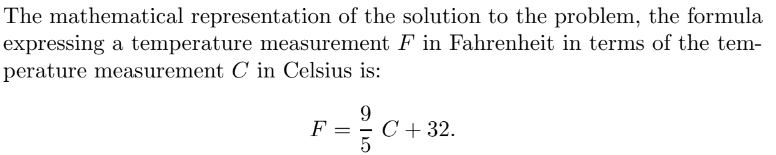 The mathematical representation of the solution to the problem, the formula
expressing a temperature measurement F in Fahrenheit in terms of the tem-
perature measurement C in Celsius is:
F = 9/5 C + 32.